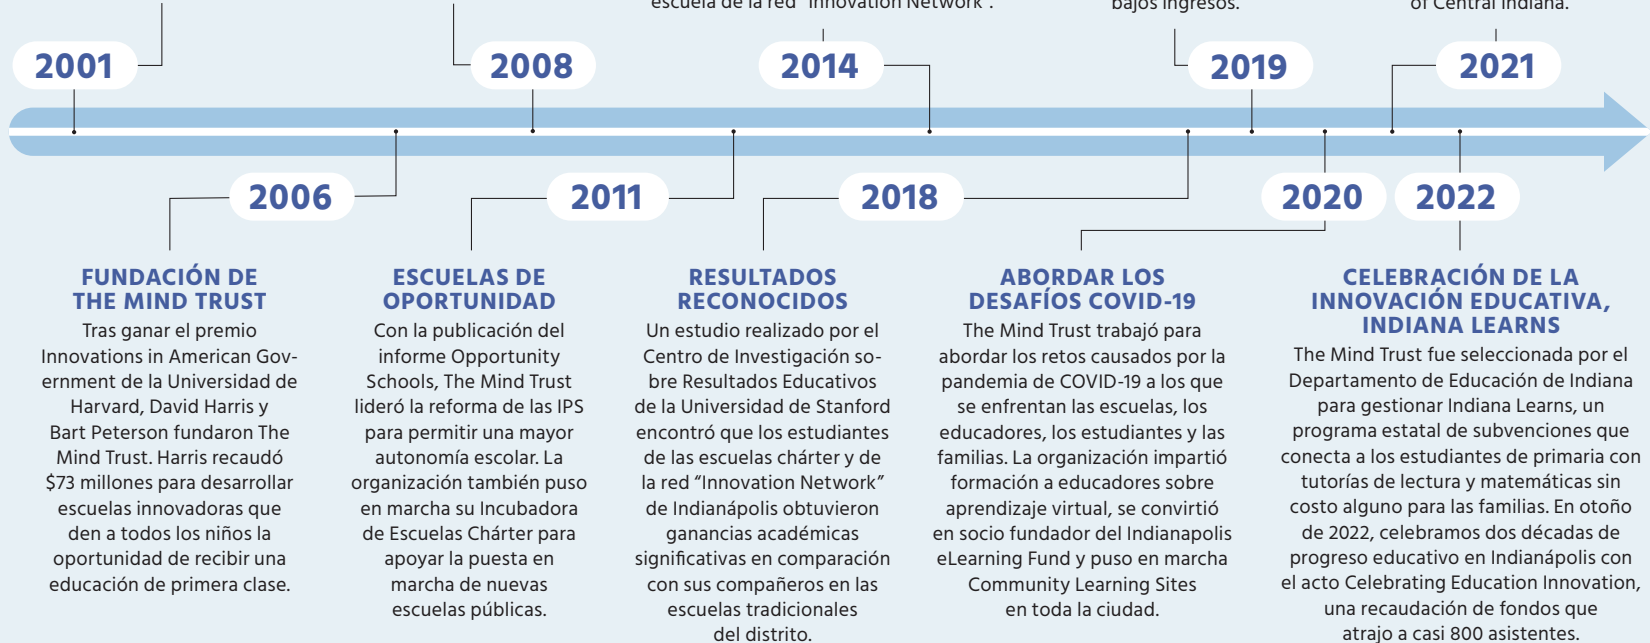 escuela de la red “Innovation Network”.
bajos ingresos.
of Central Indiana.
2001
2008
2014
2019
2021
2006
2011
2018
2020
2022
FUNDACIÓN DE
THE MIND TRUST
Tras ganar el premio
Innovations in American Gov-
ernment de la Universidad de
Harvard, David Harris y
Bart Peterson fundaron The
Mind Trust. Harris recaudó
$73 millones para desarrollar
escuelas innovadoras que
den a todos los niños la
oportunidad de recibir una
educación de primera clase.
ESCUELAS DE
OPORTUNIDAD
Con la publicación del
informe Opportunity
Schools, The Mind Trust
lideró la reforma de las IPS
para permitir una mayor
autonomía escolar. La
organización también puso
en marcha su Incubadora
de Escuelas Chárter para
apoyar la puesta en
marcha de nuevas
escuelas públicas.
RESULTADOS
RECONOCIDOS
Un estudio realizado por el
Centro de Investigación so-
bre Resultados Educativos
de la Universidad de Stanford
encontró que los estudiantes
de las escuelas chárter y de
la red “Innovation Network”
de Indianápolis obtuvieron
ganancias académicas
significativas en comparación
con sus compañeros en las
escuelas tradicionales
del distrito.
ABORDAR LOS
DESAFÍOS COVID-19
The Mind Trust trabajó para
abordar los retos causados por la
pandemia de COVID-19 a los que
se enfrentan las escuelas, los
educadores, los estudiantes y las
familias. La organización impartió
formación a educadores sobre
aprendizaje virtual, se convirtió
en socio fundador del Indianapolis
eLearning Fund y puso en marcha
Community Learning Sites
en toda la ciudad.
CELEBRACIÓN DE LA
INNOVACIÓN EDUCATIVA,
INDIANA LEARNS
The Mind Trust fue seleccionada por el
Departamento de Educación de Indiana
para gestionar Indiana Learns, un
programa estatal de subvenciones que
conecta a los estudiantes de primaria con
tutorías de lectura y matemáticas sin
costo alguno para las familias. En otoño
de 2022, celebramos dos décadas de
progreso educativo en Indianápolis con
el acto Celebrating Education Innovation,
una recaudación de fondos que
atrajo a casi 800 asistentes.